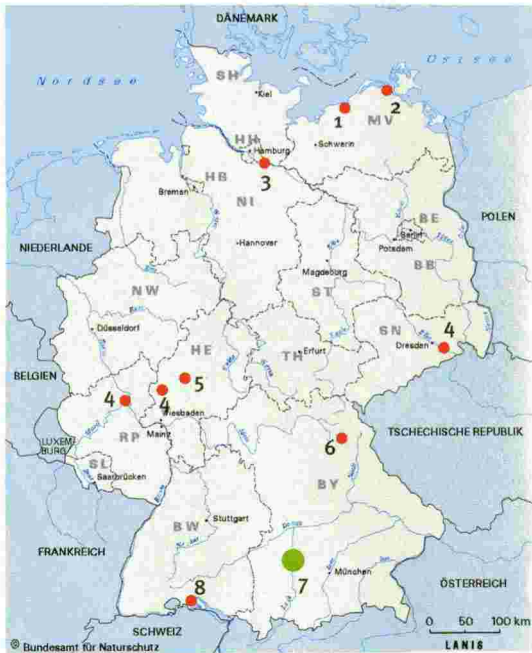 DÄNEMARK
Nordsee
Ostsee
SH
Kiel
1
2
MV
HH
Hamburg
Schwerin
3
HB
Bremen
NI
POLEN
BE
Berlin
NIEDERLANDE
Hannover
Potsdam
BB
Magdeburg
ST
NW
Düsseldorf
HE
SN
4
Dresden
TH
Erfurt
BELGIEN
5
4
4
Wiesbaden
TSCHECHISCHE REPUBLIK
Mainz
LUXEM-
BURG
RP
6
SL
Saarbrücken
BY
BW
Stuttgart
FRANKREICH
7
München
ÖSTERREICH
8
SCHWEIZ
0 50 100 km
LANIS
© Bundesamt für Naturschutz